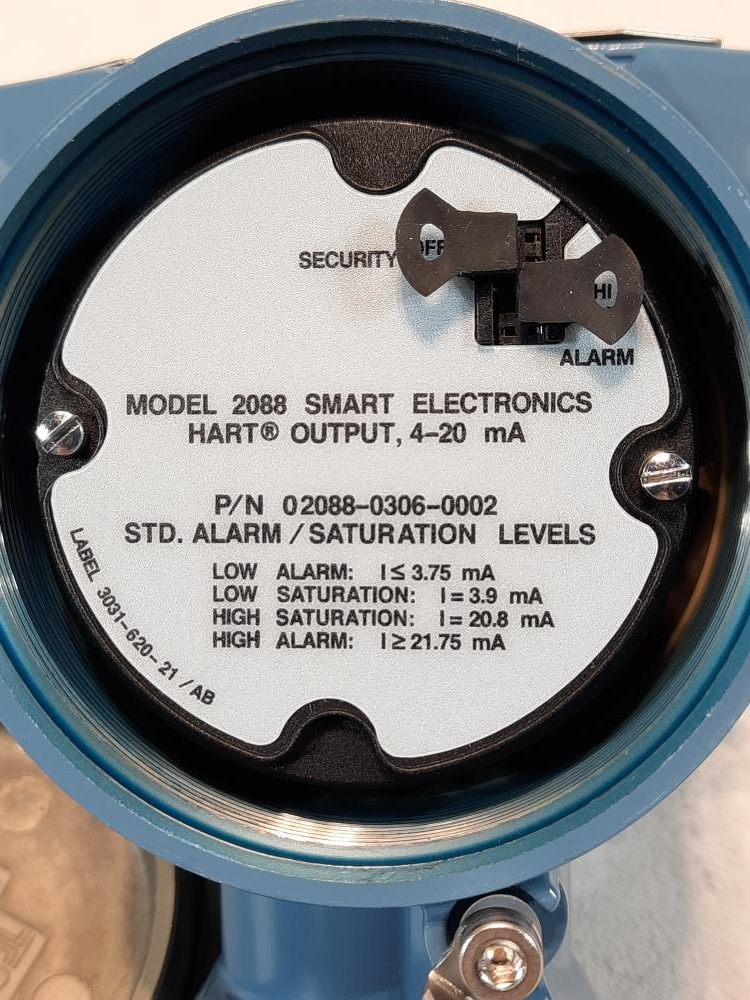 SECURITY OFF
HI
ALARM
MODEL 2088 SMART ELECTRONICS
HART® OUTPUT, 4-20 mA
P/N 02088-0306-0002
STD. ALARM / SATURATION LEVELS
LOW ALARM: I ≤ 3.75 mA
LOW SATURATION: I = 3.9 mA
HIGH SATURATION: I = 20.8 mA
HIGH ALARM: I ≥ 21.75 mA
LABEL 3031-620-21 / AB